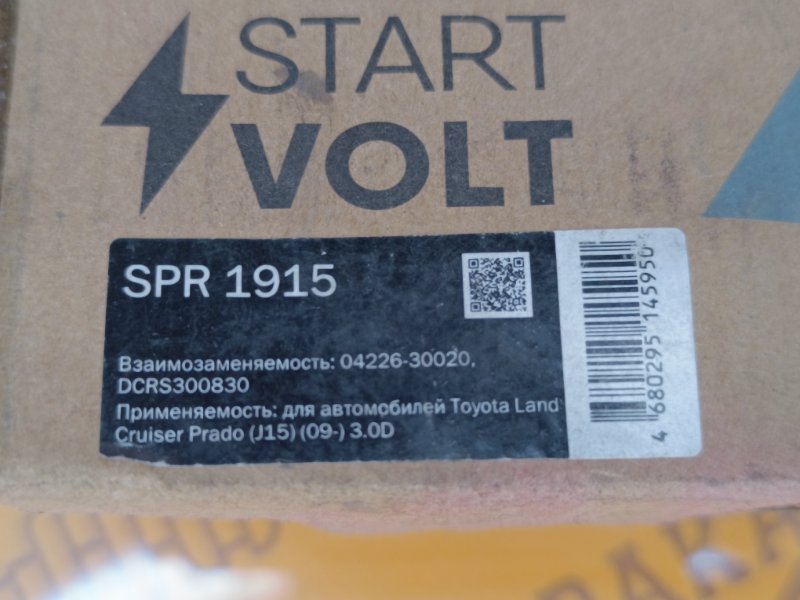 START
VOLT
SPR 1915
Взаимозаменяемость: 04226-30020,
DCRS300830
Применяемость: для автомобилей Toyota Land
Cruiser Prado (J15) (09-) 3.0D
4 680295 145950